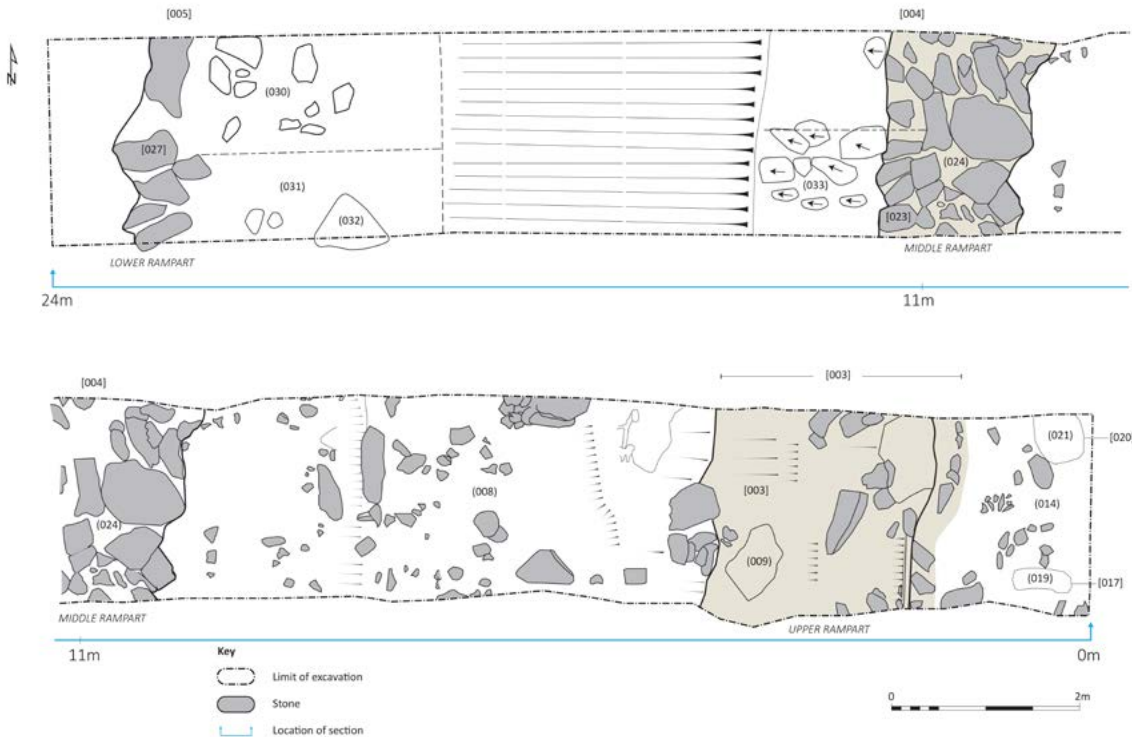 [005]
[004]
N
(030)
[027]
(031)
(032)
(033)
(024)
[023]
LOWER RAMPART
MIDDLE RAMPART
24m
11m
[003]
[004]
(021)
[020]
(008)
[003]
(014)
(024)
(009)
(019)
[017]
MIDDLE RAMPART
UPPER RAMPART
11m
0m
Key
Limit of excavation
Stone
Location of section
0
2m